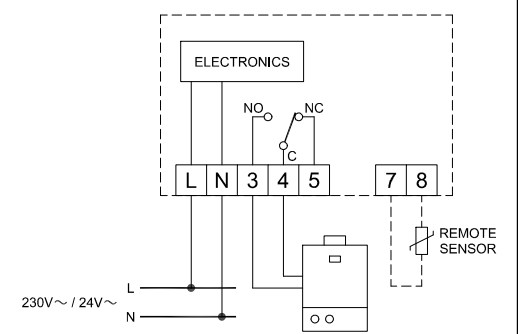 ELECTRONICS
NO NC
C
L N 3 4 5 7 8
REMOTE
SENSOR
L
230V～ / 24V～
N